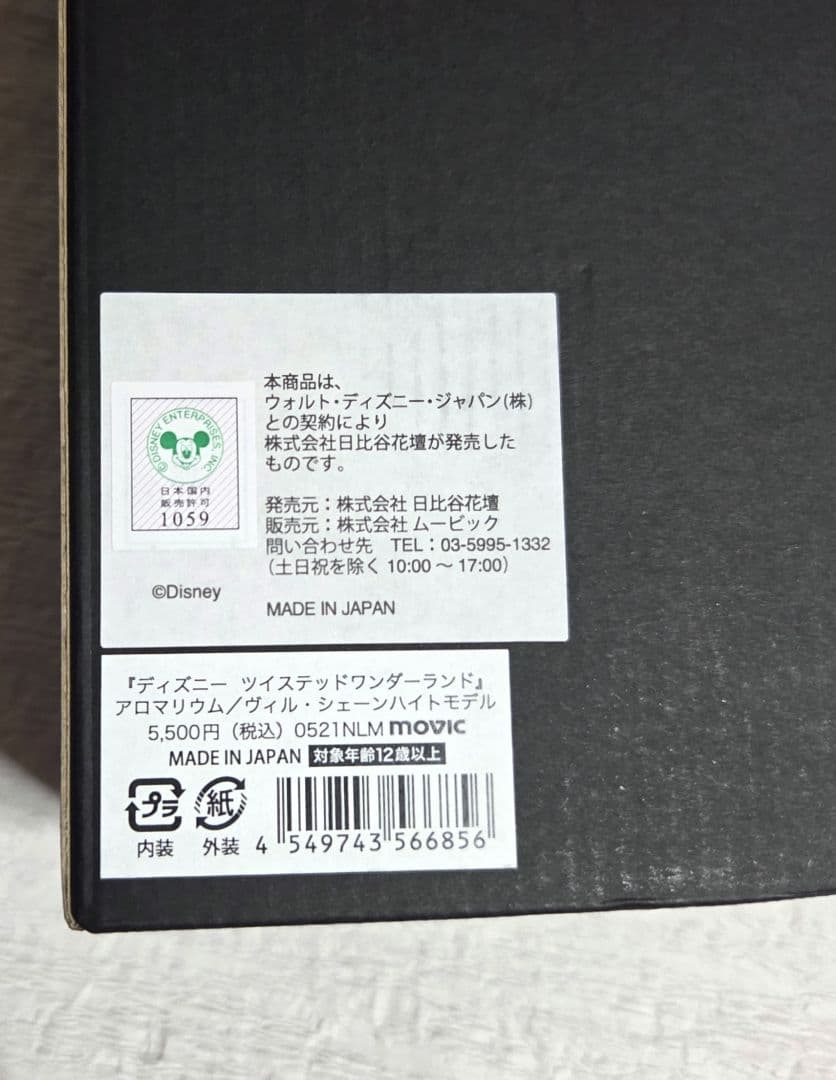 本商品は、
ウォルト・ディズニー・ジャパン(株)
との契約により
株式会社日比谷花壇が発売した
ものです。
©DISNEY ENTERPRISES, INC.
日本国内
販売許可
1059
発売元：株式会社 日比谷花壇
販売元：株式会社 ムービック
問い合わせ先 TEL：03-5995-1332
(土日祝を除く 10:00 〜 17:00)
©Disney
MADE IN JAPAN
『ディズニー ツイステッドワンダーランド』
アロマリウム／ヴィル・シェーンハイトモデル
5,500円（税込）0521NLM movic
MADE IN JAPAN 対象年齢12歳以上
プラ 紙
内装 外装 4 549743 566856